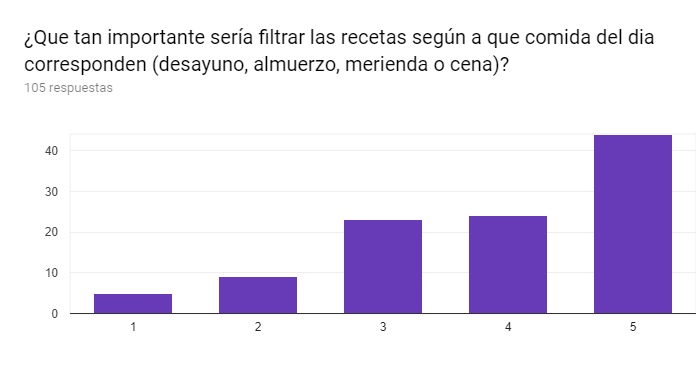 ¿Que tan importante sería filtrar las recetas según a que comida del dia
corresponden (desayuno, almuerzo, merienda o cena)?
105 respuestas
40
30
20
10
0
1 2 3 4 5